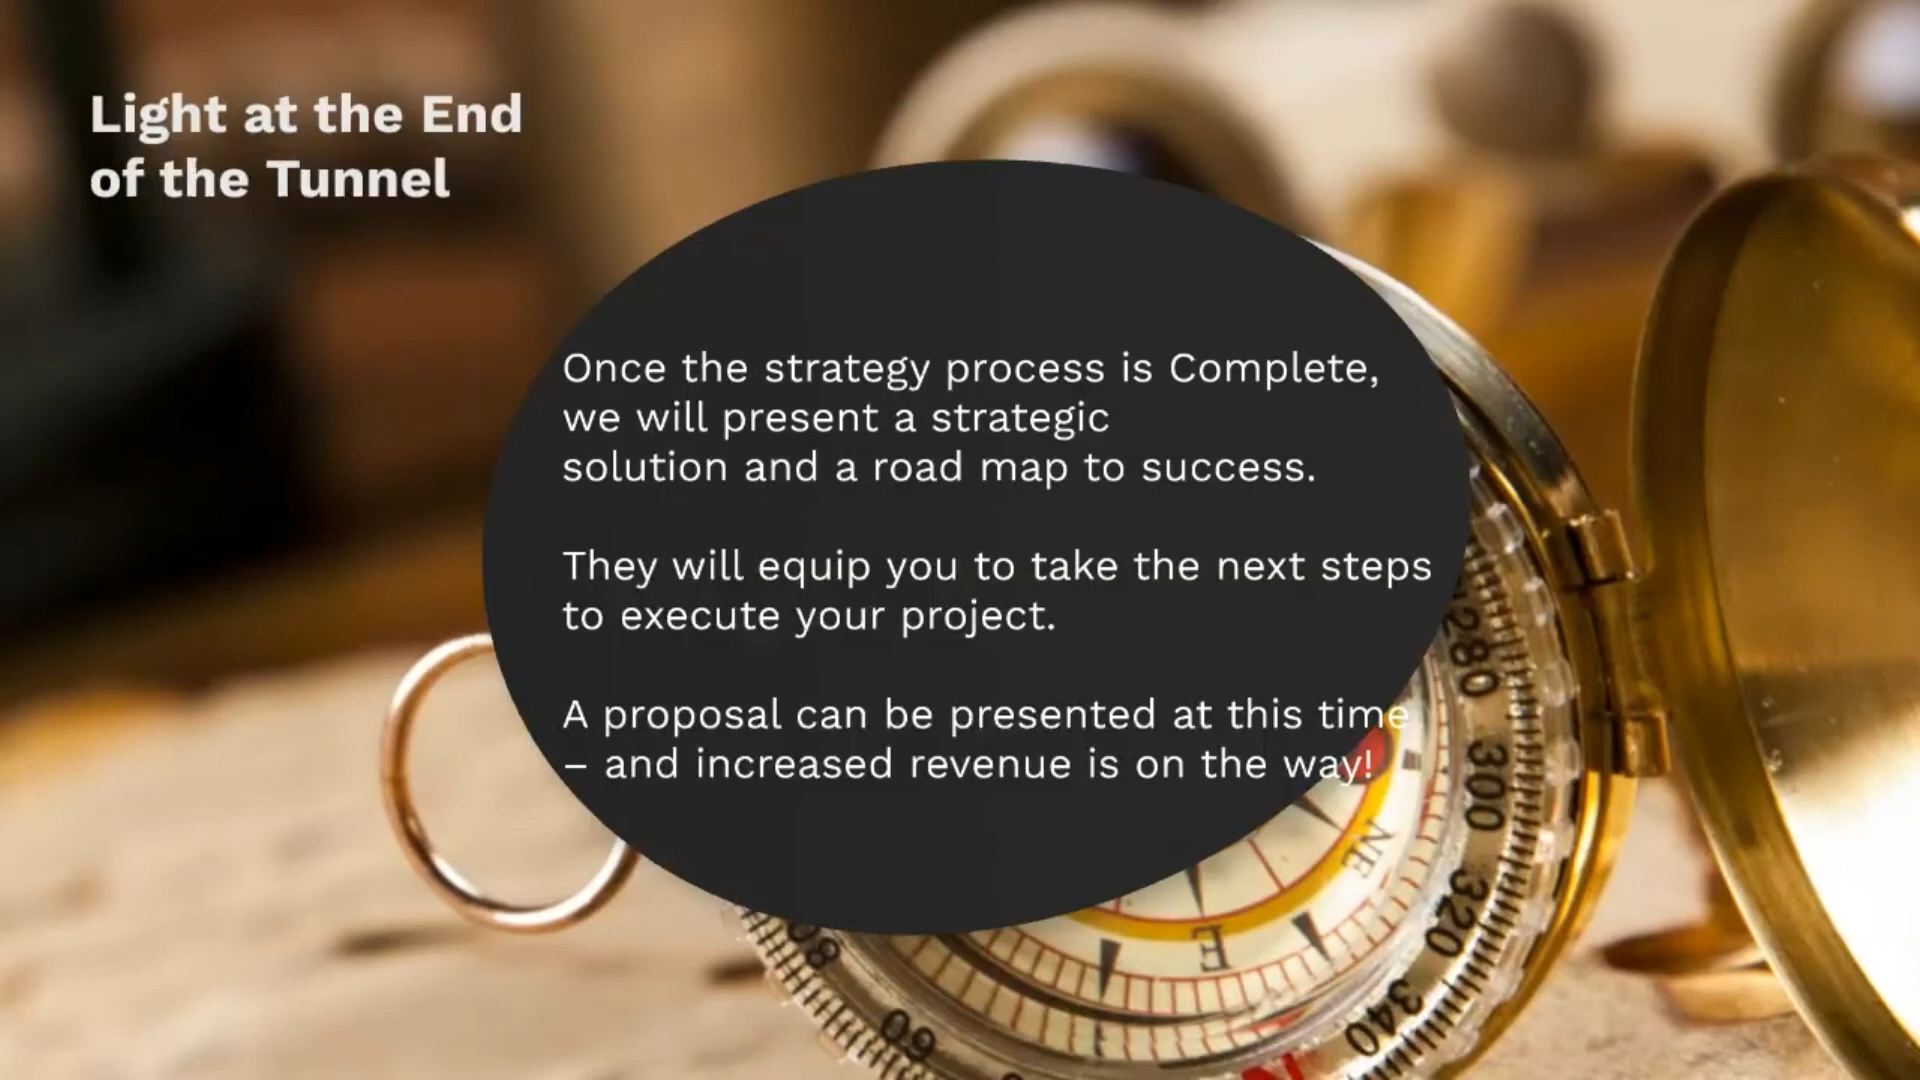 Light at the End
of the Tunnel
Once the strategy process is Complete,
we will present a strategic
solution and a road map to success.
They will equip you to take the next steps
to execute your project.
A proposal can be presented at this time
– and increased revenue is on the way!
280
300
320
340
NE
E
N
80
60